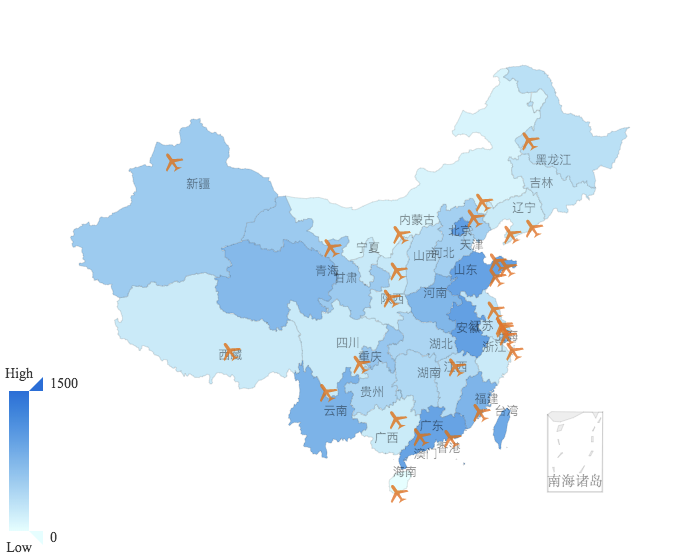 黑龙江
新疆
吉林
辽宁
内蒙古
北京
天津
宁夏
山西
河北
山东
青海
甘肃
陕西
河南
安徽
江苏
西藏
四川
重庆
湖北
浙江
湖南
江西
贵州
云南
福建
台湾
广东
广西
香港
澳门
海南
南海诸岛
High
1500
0
Low